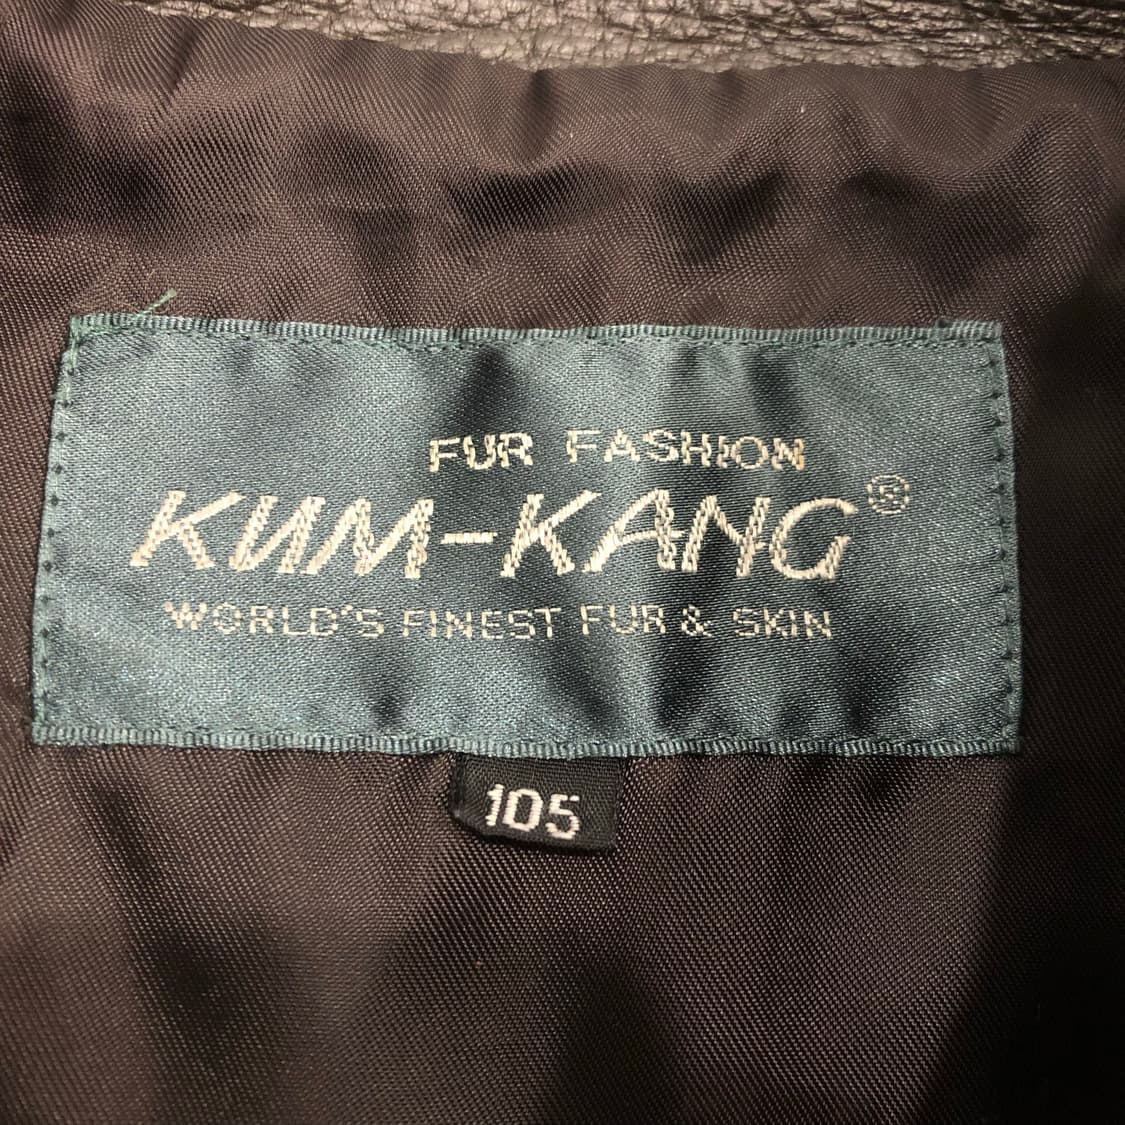 FUR FASHION
KUM-KANG®
WORLD'S FINEST FUR & SKIN
105